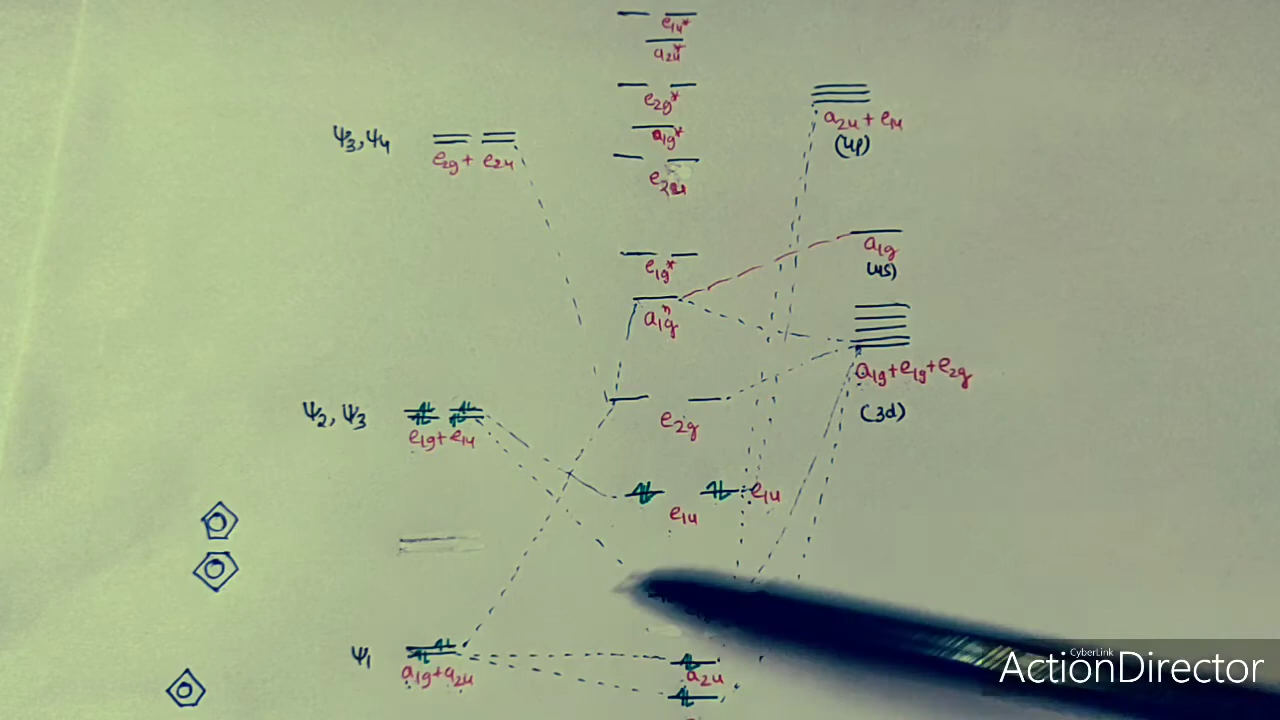 e1u*
a2u*
e2g*
a2u + e1u
(4p)
ψ3, ψ4
a1g*
e2g + e2u
e2u
a1g
(4s)
e1g*
a1g
a1g+e1g+e2g
(3d)
ψ2, ψ3
e1g+e1u
e2g
e1u
e1u
ψ1
a1g+a2u
a2u
CyberLink
ActionDirector